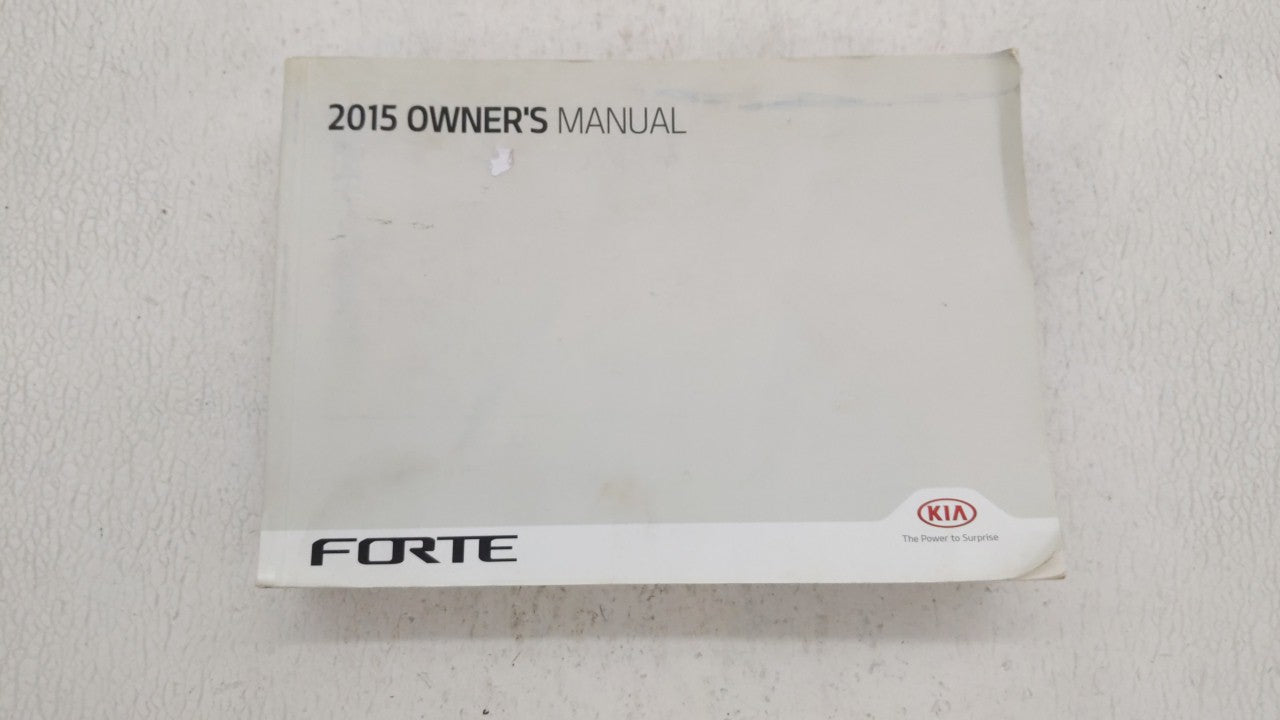 2015 OWNER'S MANUAL
KIA
The Power to Surprise
FORTE